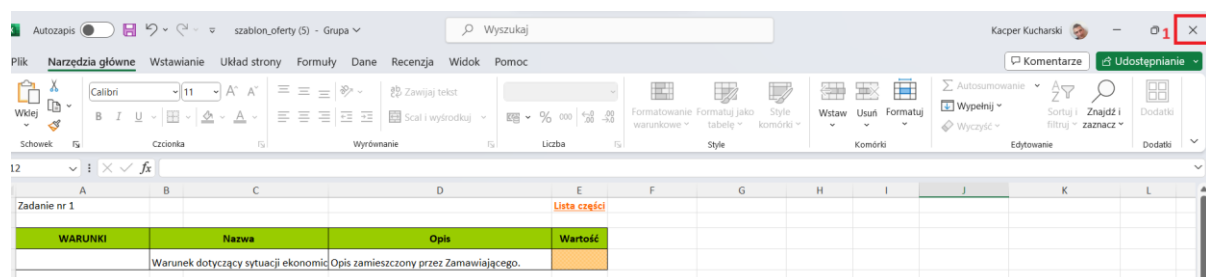 Autozapis szablon_oferty (5) - Grupa Wyszukaj Kacper Kucharski 1
Plik Narzędzia główne Wstawianie Układ strony Formuły Dane Recenzja Widok Pomoc Komentarze Udostępnianie
Wklej Calibri 11 A^ A˅ Zawijaj tekst Formatowanie warunkowe Formatuj jako tabelę Style komórki Wstaw Usuń Formatuj Autosumowanie Sortuj i filtruj Znajdź i zaznacz Dodatki
B I U A Scal i wyśrodkuj % 000 Wypełnij
Wyczyść
Schowek Czcionka Wyrównanie Liczba Style Komórki Edytowanie Dodatki
12 fx
A B C D E F G H I J K L
Zadanie nr 1 Lista części
WARUNKI Nazwa Opis Wartość
Warunek dotyczący sytuacji ekonomic Opis zamieszczony przez Zamawiającego.